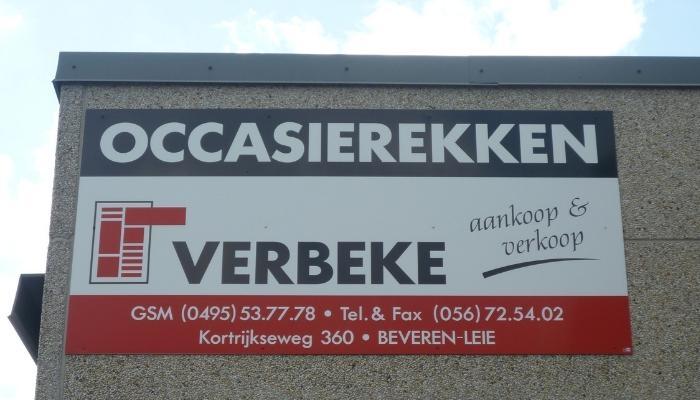 OCCASIEREKKEN
VERBEKE
aankoop &
verkoop
GSM (0495) 53.77.78 • Tel. & Fax (056) 72.54.02
Kortrijkseweg 360 • BEVEREN-LEIE